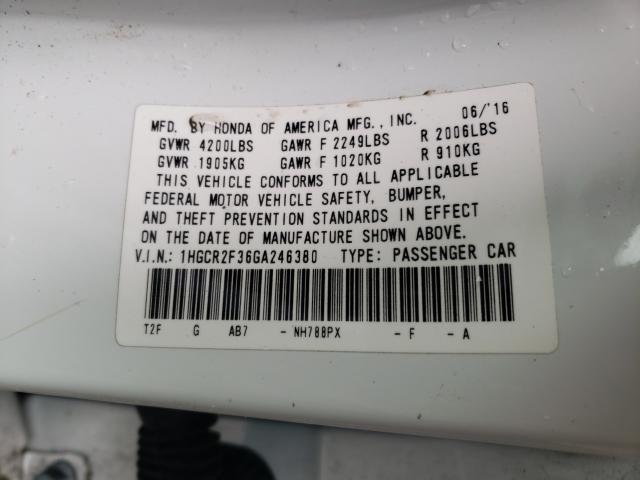 06/'16
MFD. BY HONDA OF AMERICA MFG., INC.
GVWR 4200LBS GAWR F 2249LBS R 2006LBS
GVWR 1905KG GAWR F 1020KG R 910KG
THIS VEHICLE CONFORMS TO ALL APPLICABLE
FEDERAL MOTOR VEHICLE SAFETY, BUMPER,
AND THEFT PREVENTION STANDARDS IN EFFECT
ON THE DATE OF MANUFACTURE SHOWN ABOVE.
V.I.N.: 1HGCR2F36GA246380 TYPE: PASSENGER CAR
T2F G AB7 - NH788PX - F - A